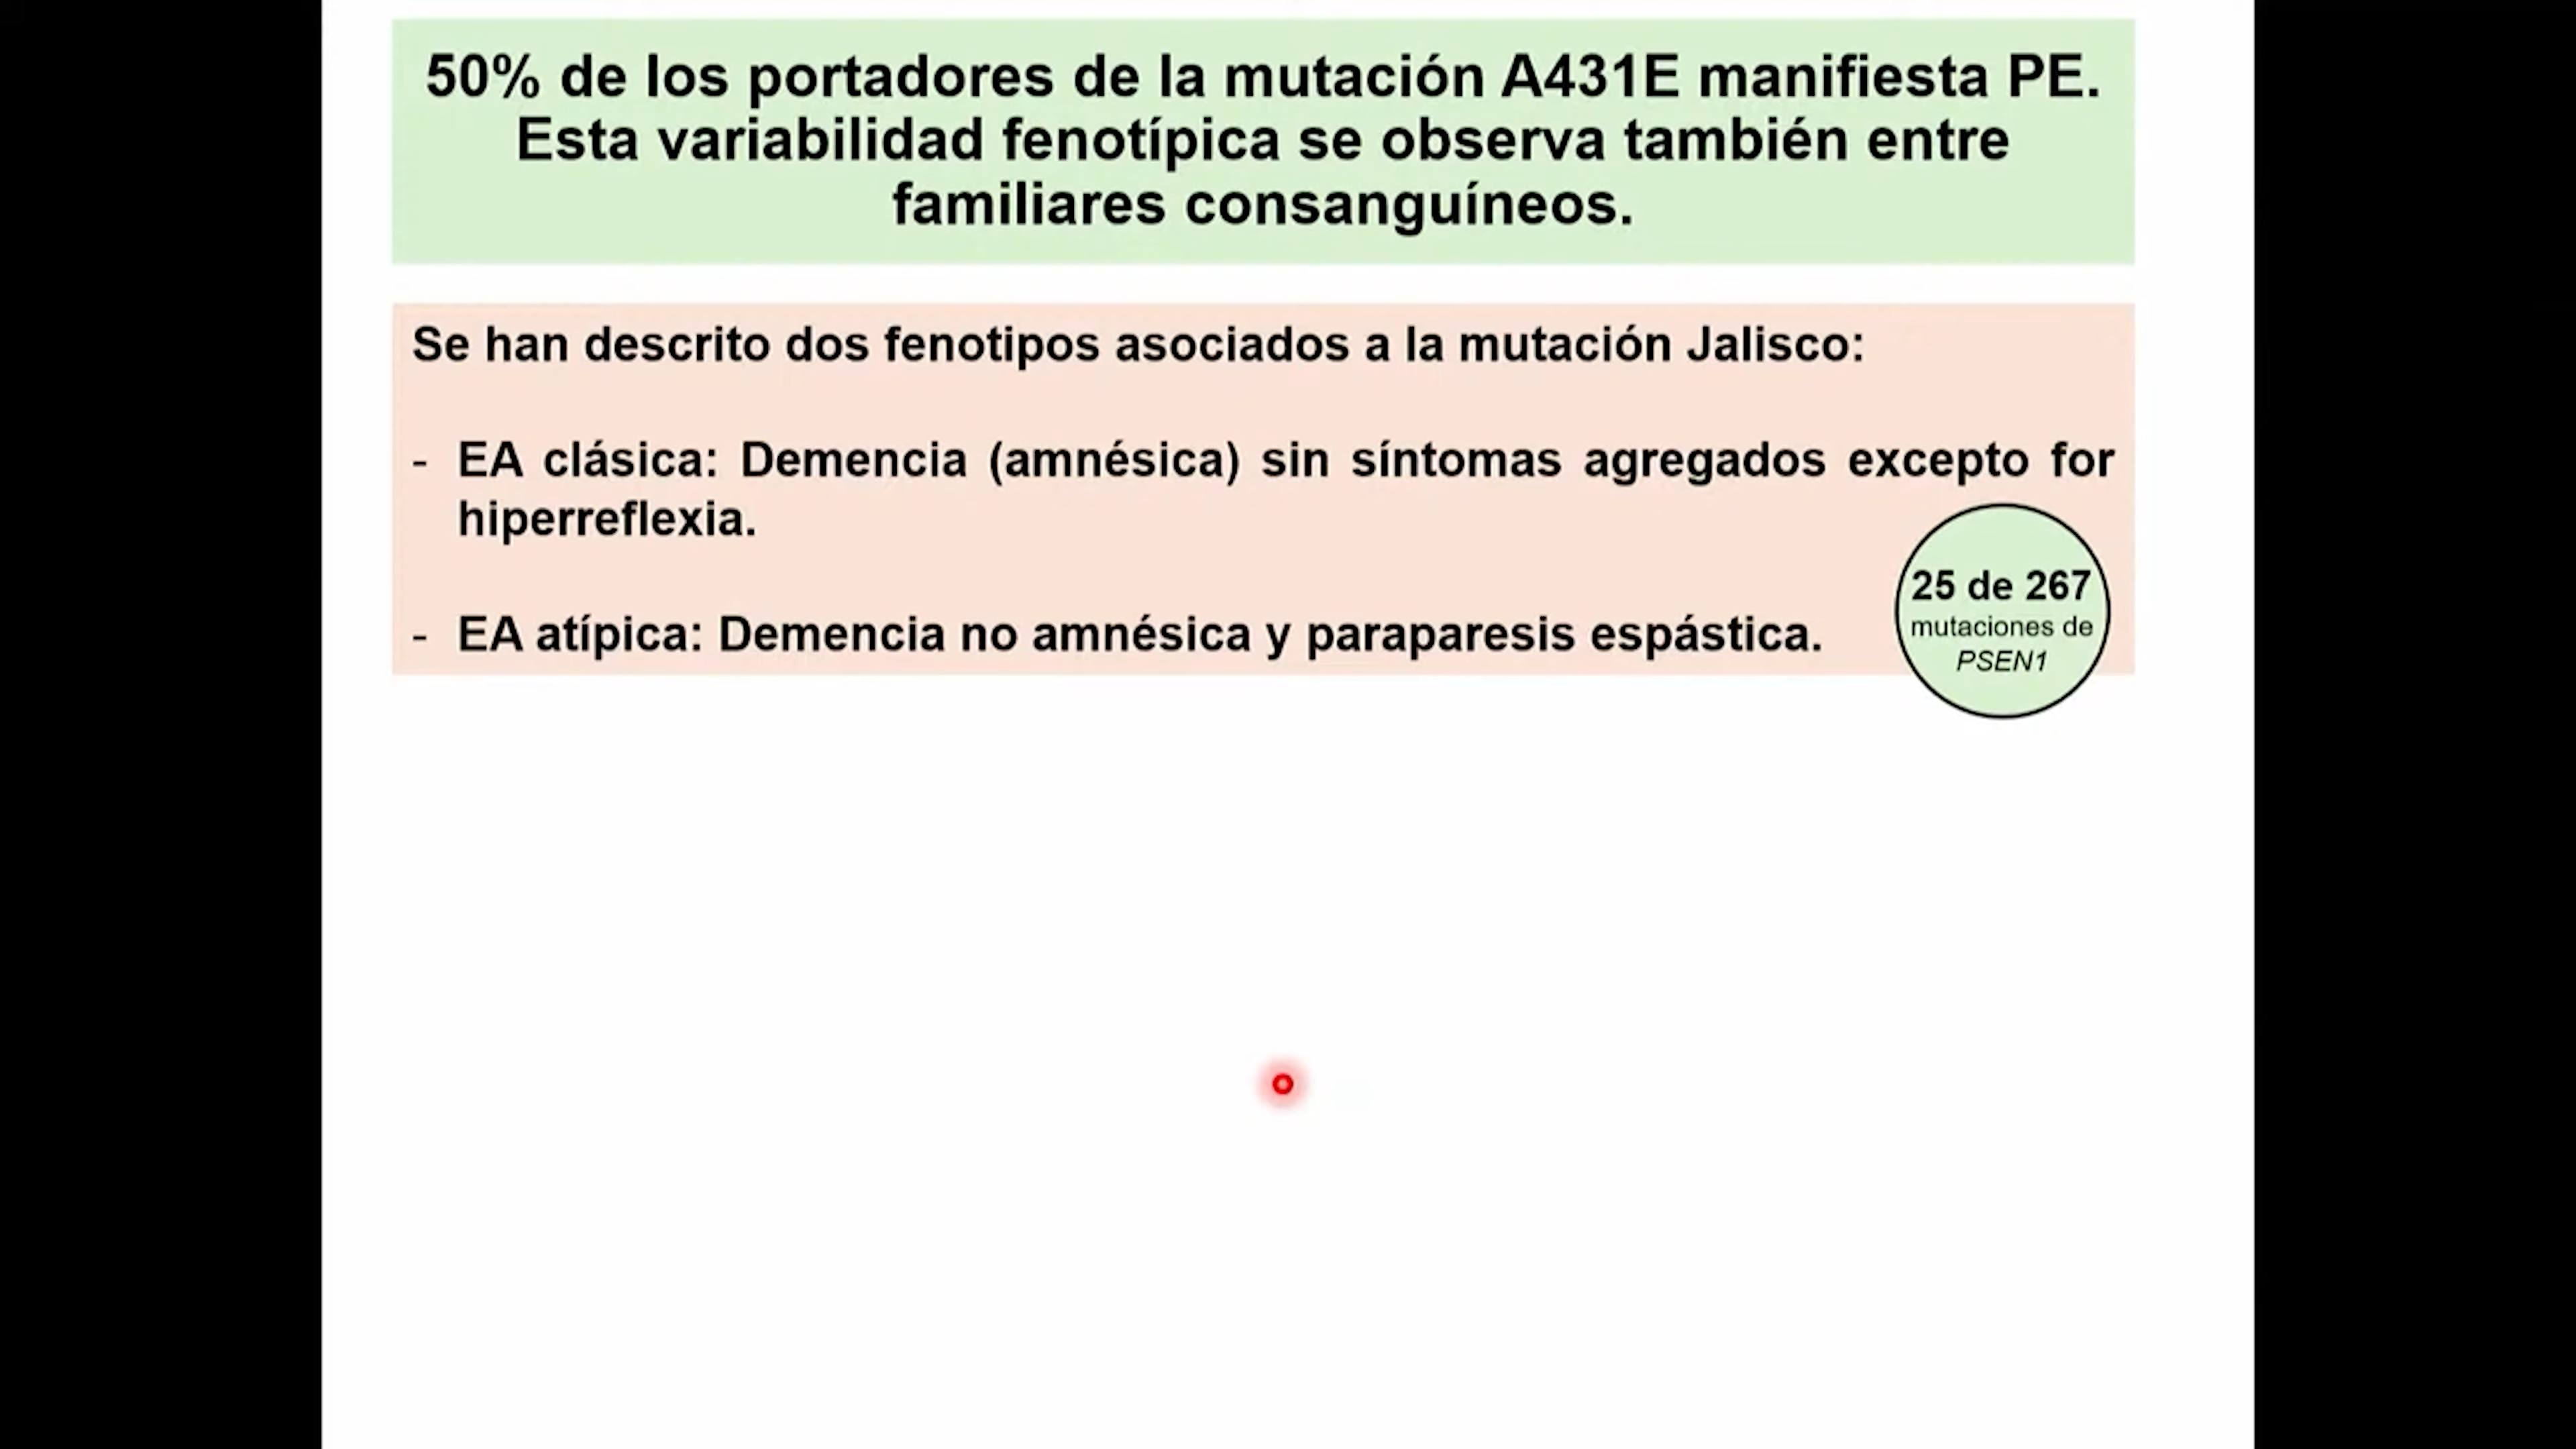 50% de los portadores de la mutación A431E manifiesta PE.
Esta variabilidad fenotípica se observa también entre
familiares consanguíneos.
Se han descrito dos fenotipos asociados a la mutación Jalisco:
- EA clásica: Demencia (amnésica) sin síntomas agregados excepto for
hiperreflexia.
- EA atípica: Demencia no amnésica y paraparesis espástica.
25 de 267
mutaciones de
PSEN1